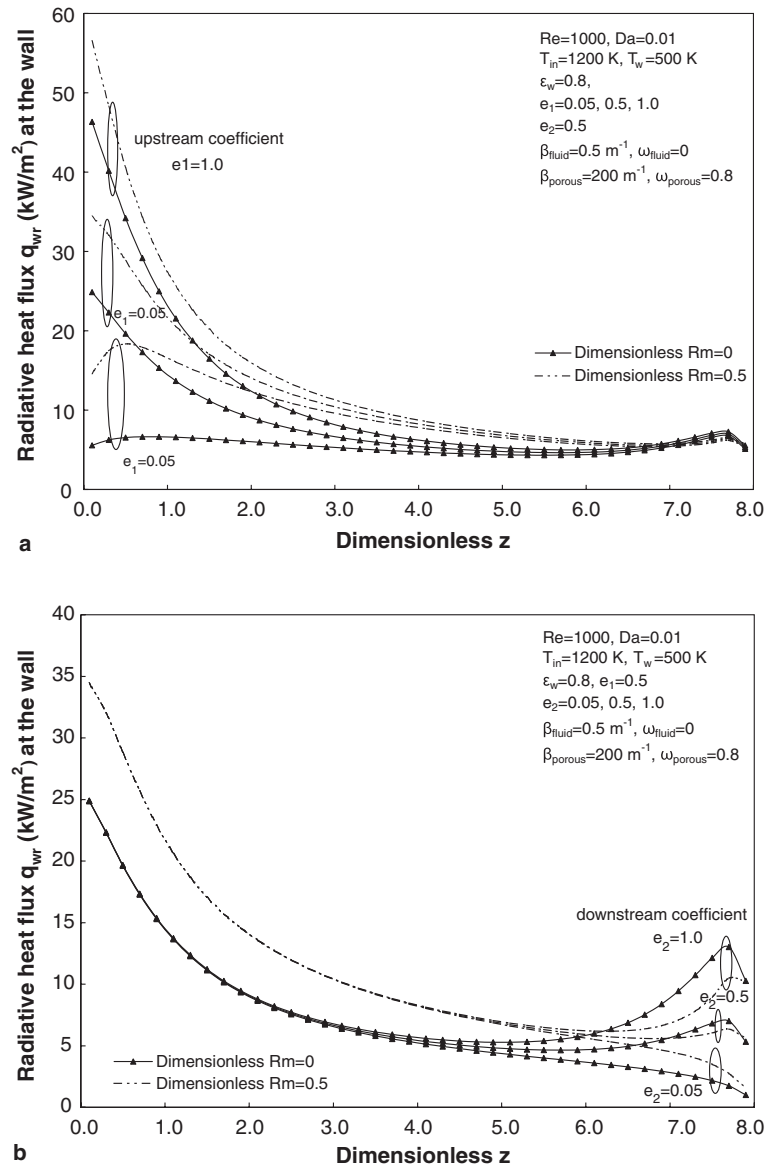 60
50
40
30
20
10
0
Radiative heat flux q_wr (kW/m²) at the wall
Re=1000, Da=0.01
T_in=1200 K, T_w=500 K
ε_w=0.8,
e₁=0.05, 0.5, 1.0
e₂=0.5
β_fluid=0.5 m⁻¹, ω_fluid=0
β_porous=200 m⁻¹, ω_porous=0.8
upstream coefficient
e1=1.0
e₁=0.05
Dimensionless Rm=0
Dimensionless Rm=0.5
e₁=0.05
0.0 1.0 2.0 3.0 4.0 5.0 6.0 7.0 8.0
Dimensionless z
a
40
35
30
25
20
15
10
5
0
Radiative heat flux q_wr (kW/m²) at the wall
Re=1000, Da=0.01
T_in=1200 K, T_w=500 K
ε_w=0.8, e₁=0.5
e₂=0.05, 0.5, 1.0
β_fluid=0.5 m⁻¹, ω_fluid=0
β_porous=200 m⁻¹, ω_porous=0.8
downstream coefficient
e₂=1.0
e₂=0.5
Dimensionless Rm=0
Dimensionless Rm=0.5
e₂=0.05
0.0 1.0 2.0 3.0 4.0 5.0 6.0 7.0 8.0
Dimensionless z
b